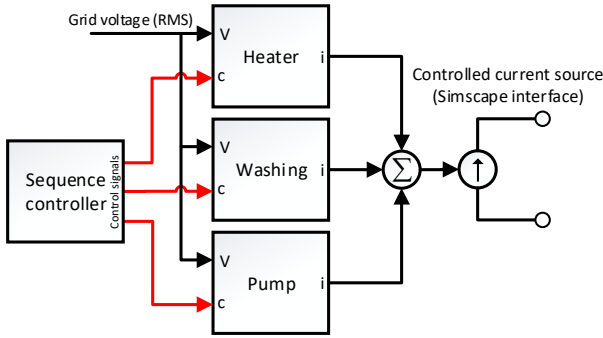 Grid voltage (RMS)
V
Heater
i
c
Controlled current source
(Simscape interface)
Sequence
controller
Control signals
V
Washing
i
c
Σ
V
Pump
i
c